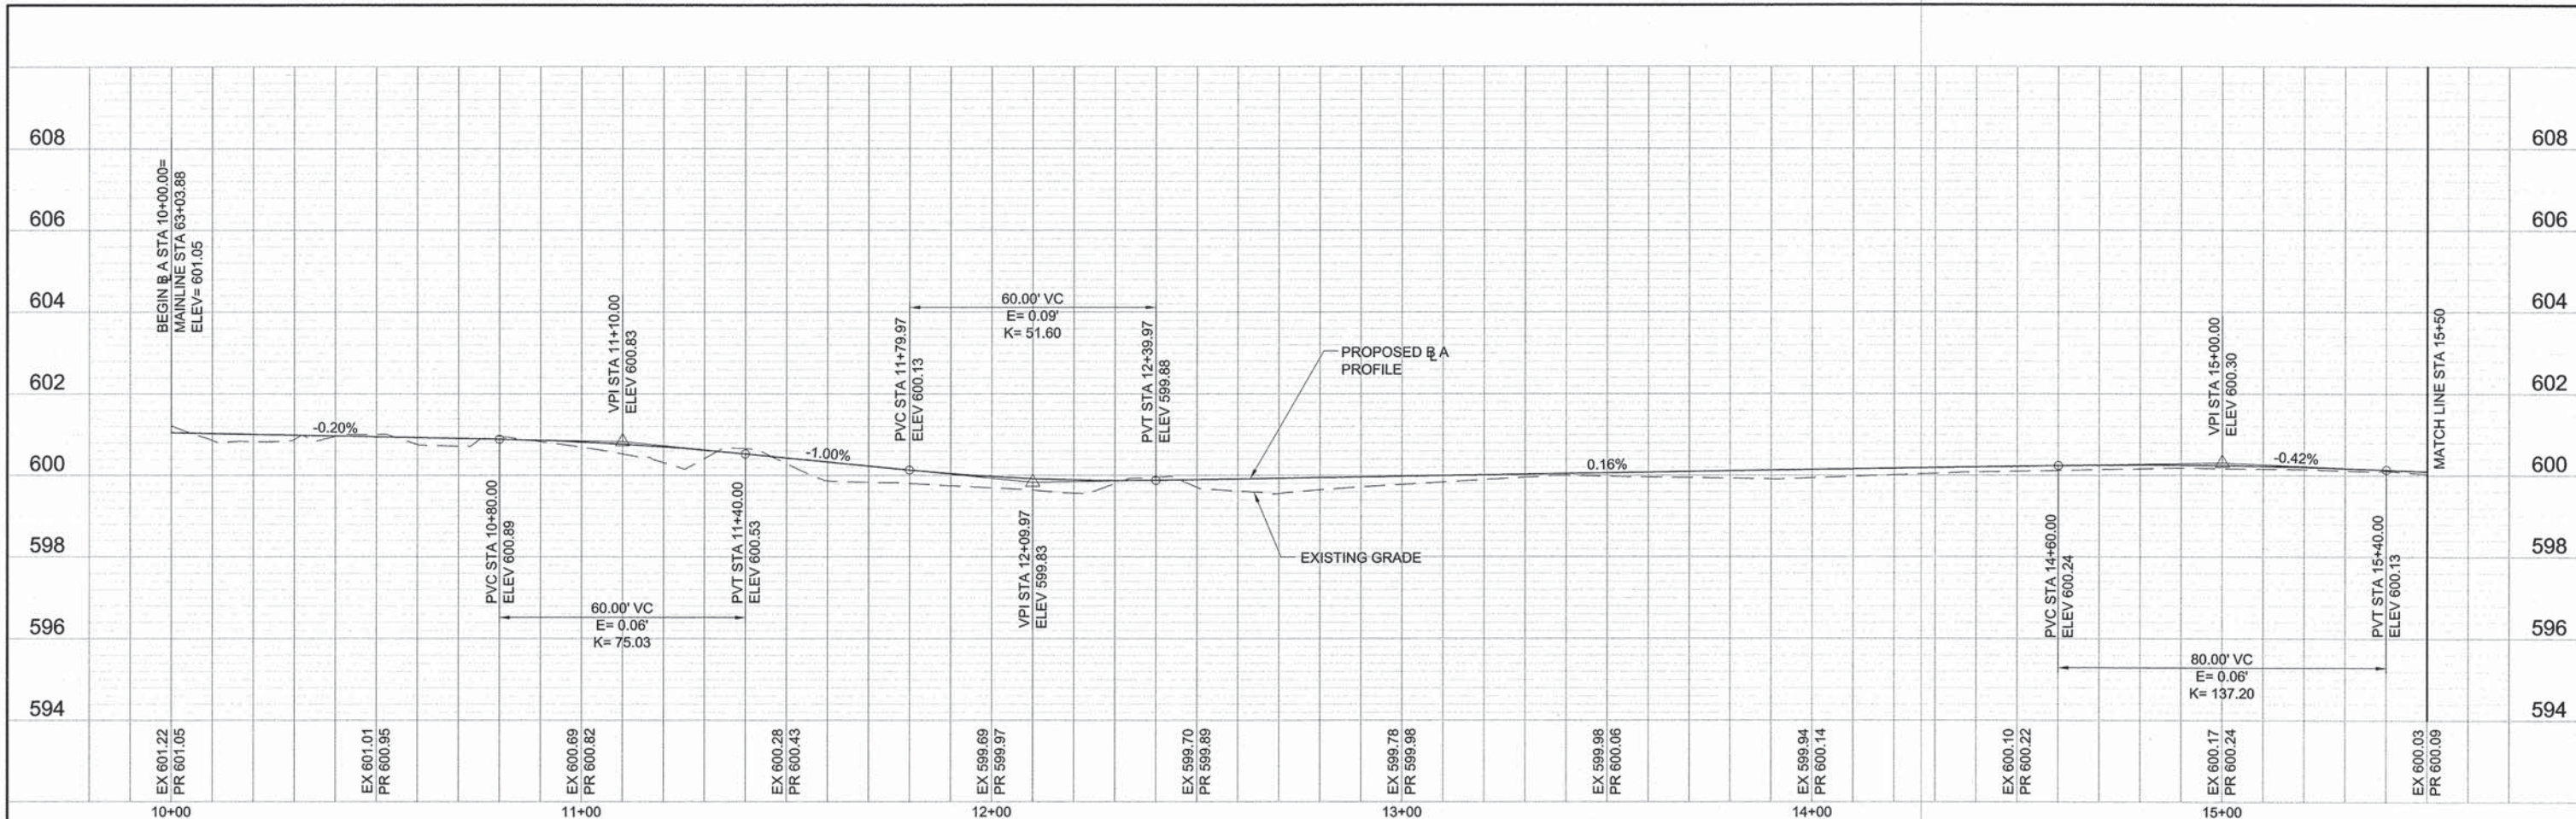 608
606
604
602
600
598
596
594
BEGIN ℄ A STA 10+00.00=
MAINLINE STA 63+03.88
ELEV= 601.05
-0.20%
PVC STA 10+80.00
ELEV 600.89
VPI STA 11+10.00
ELEV 600.83
60.00' VC
E= 0.06'
K= 75.03
PVT STA 11+40.00
ELEV 600.53
-1.00%
PVC STA 11+79.97
ELEV 600.13
60.00' VC
E= 0.09'
K= 51.60
VPI STA 12+09.97
ELEV 599.83
PVT STA 12+39.97
ELEV 599.88
PROPOSED ℄ A
PROFILE
EXISTING GRADE
0.16%
PVC STA 14+60.00
ELEV 600.24
VPI STA 15+00.00
ELEV 600.30
-0.42%
80.00' VC
E= 0.06'
K= 137.20
PVT STA 15+40.00
ELEV 600.13
MATCH LINE STA 15+50
608
606
604
602
600
598
596
594
EX 601.22
PR 601.05
EX 601.01
PR 600.95
EX 600.69
PR 600.82
EX 600.28
PR 600.43
EX 599.69
PR 599.97
EX 599.70
PR 599.89
EX 599.78
PR 599.98
EX 599.98
PR 600.06
EX 599.94
PR 600.14
EX 600.10
PR 600.22
EX 600.17
PR 600.24
EX 600.03
PR 600.09
10+00
11+00
12+00
13+00
14+00
15+00